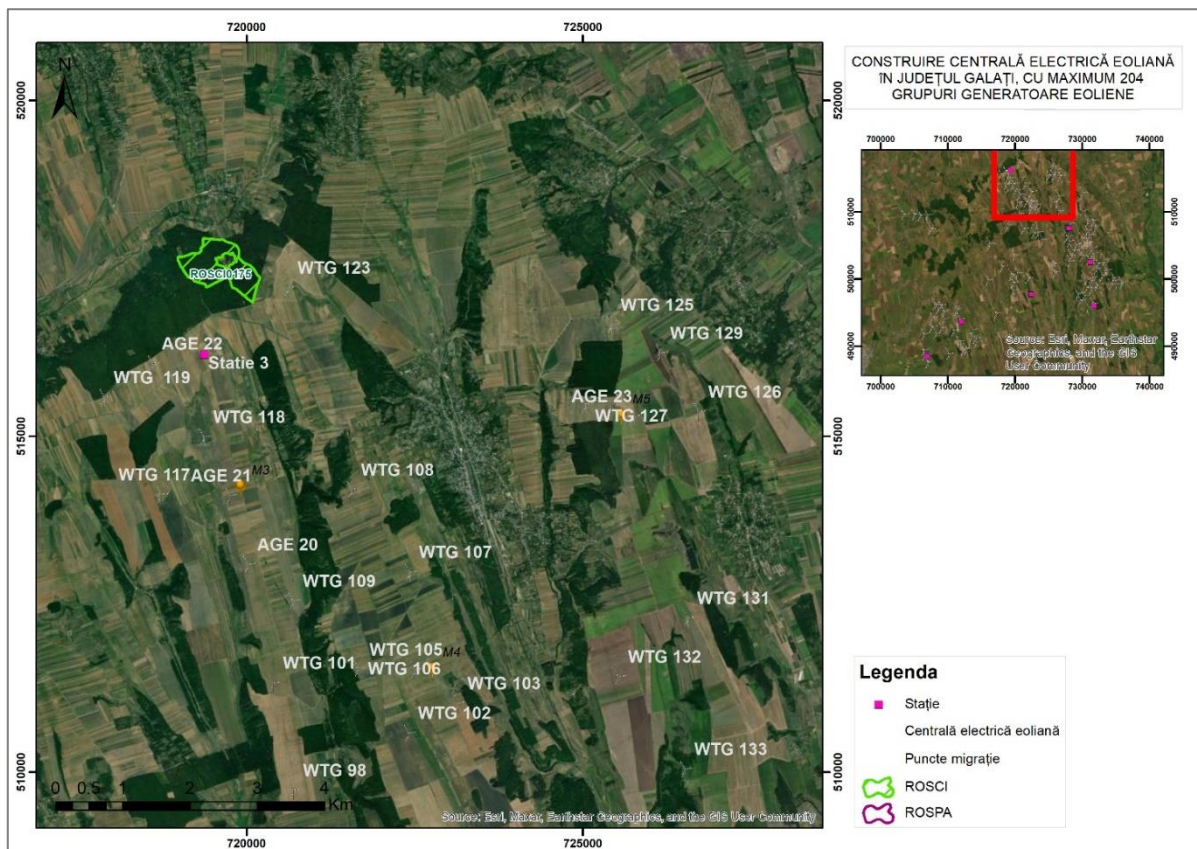 720000
725000
520000
515000
510000
N
ROSCI0175
WTG 123
WTG 125
WTG 129
AGE 22
Statie 3
WTG 119
AGE 23
M5
WTG 126
WTG 127
WTG 118
WTG 117
AGE 21
M3
WTG 108
AGE 20
WTG 107
WTG 109
WTG 131
WTG 105
M4
WTG 101
WTG 106
WTG 132
WTG 103
WTG 102
WTG 133
WTG 98
0 0.5 1 2 3 4
Km
Source: Esri, Maxar, Earthstar Geographics, and the GIS User Community
520000
515000
510000
720000
725000
CONSTRUIRE CENTRALĂ ELECTRICĂ EOLIANĂ
ÎN JUDEȚUL GALAȚI, CU MAXIMUM 204
GRUPURI GENERATOARE EOLIENE
700000 710000 720000 730000 740000
510000
500000
490000
510000
500000
490000
Source: Esri, Maxar, Earthstar
Geographics, and the GIS
User Community
700000 710000 720000 730000 740000
Legenda
Stație
Centrală electrică eoliană
Puncte migrație
ROSCI
ROSPA